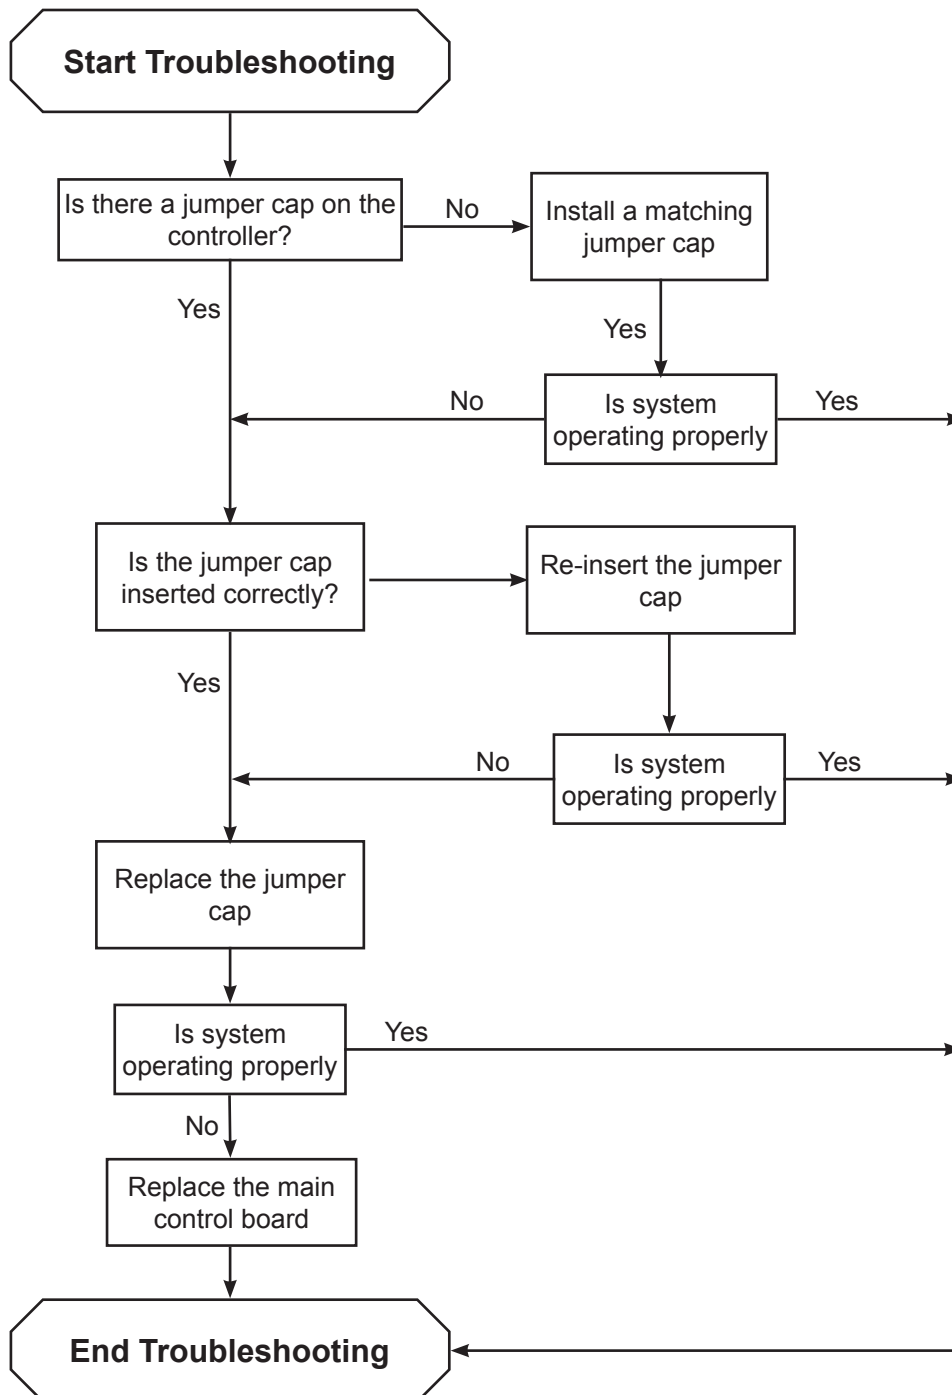 Start Troubleshooting
Is there a jumper cap on the
controller?
No
Install a matching
jumper cap
Yes
Yes
Is system
operating properly
No
Yes
Is the jumper cap
inserted correctly?
Re-insert the jumper
cap
Yes
Is system
operating properly
No
Yes
Replace the jumper
cap
Is system
operating properly
Yes
No
Replace the main
control board
End Troubleshooting